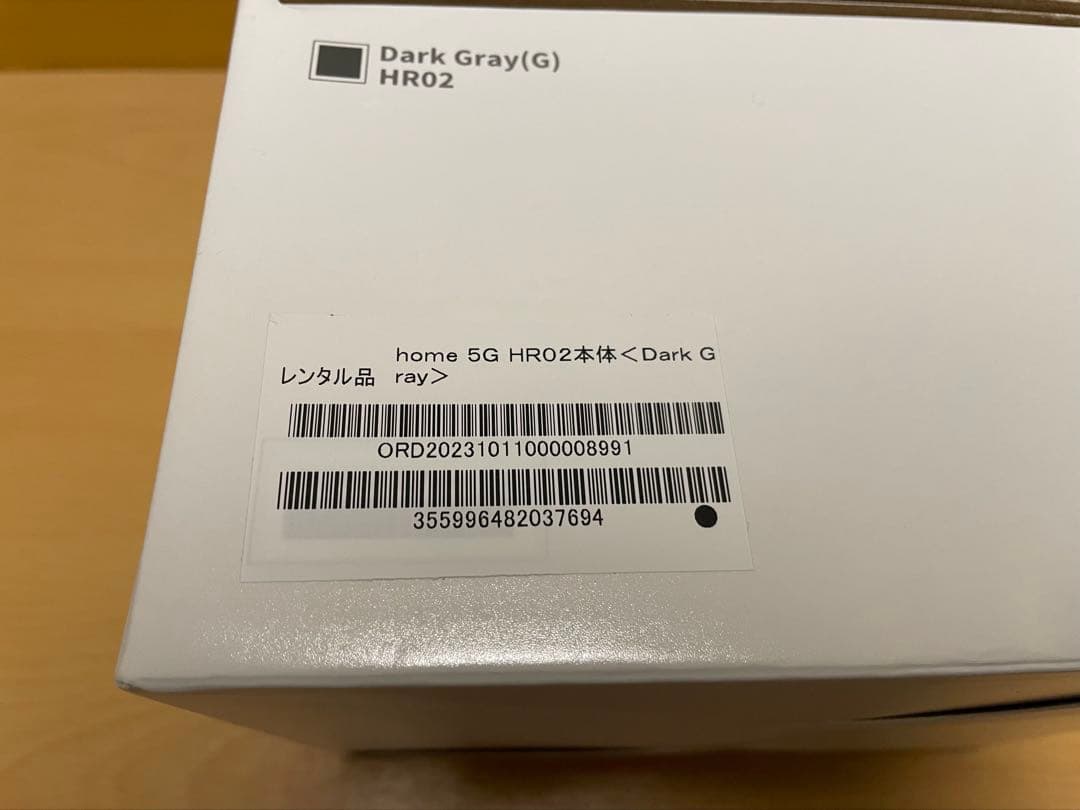 Dark Gray(G)
HR02
home 5G HR02本体＜Dark G
レンタル品 ray＞
ORD20231011000008991
355996482037694